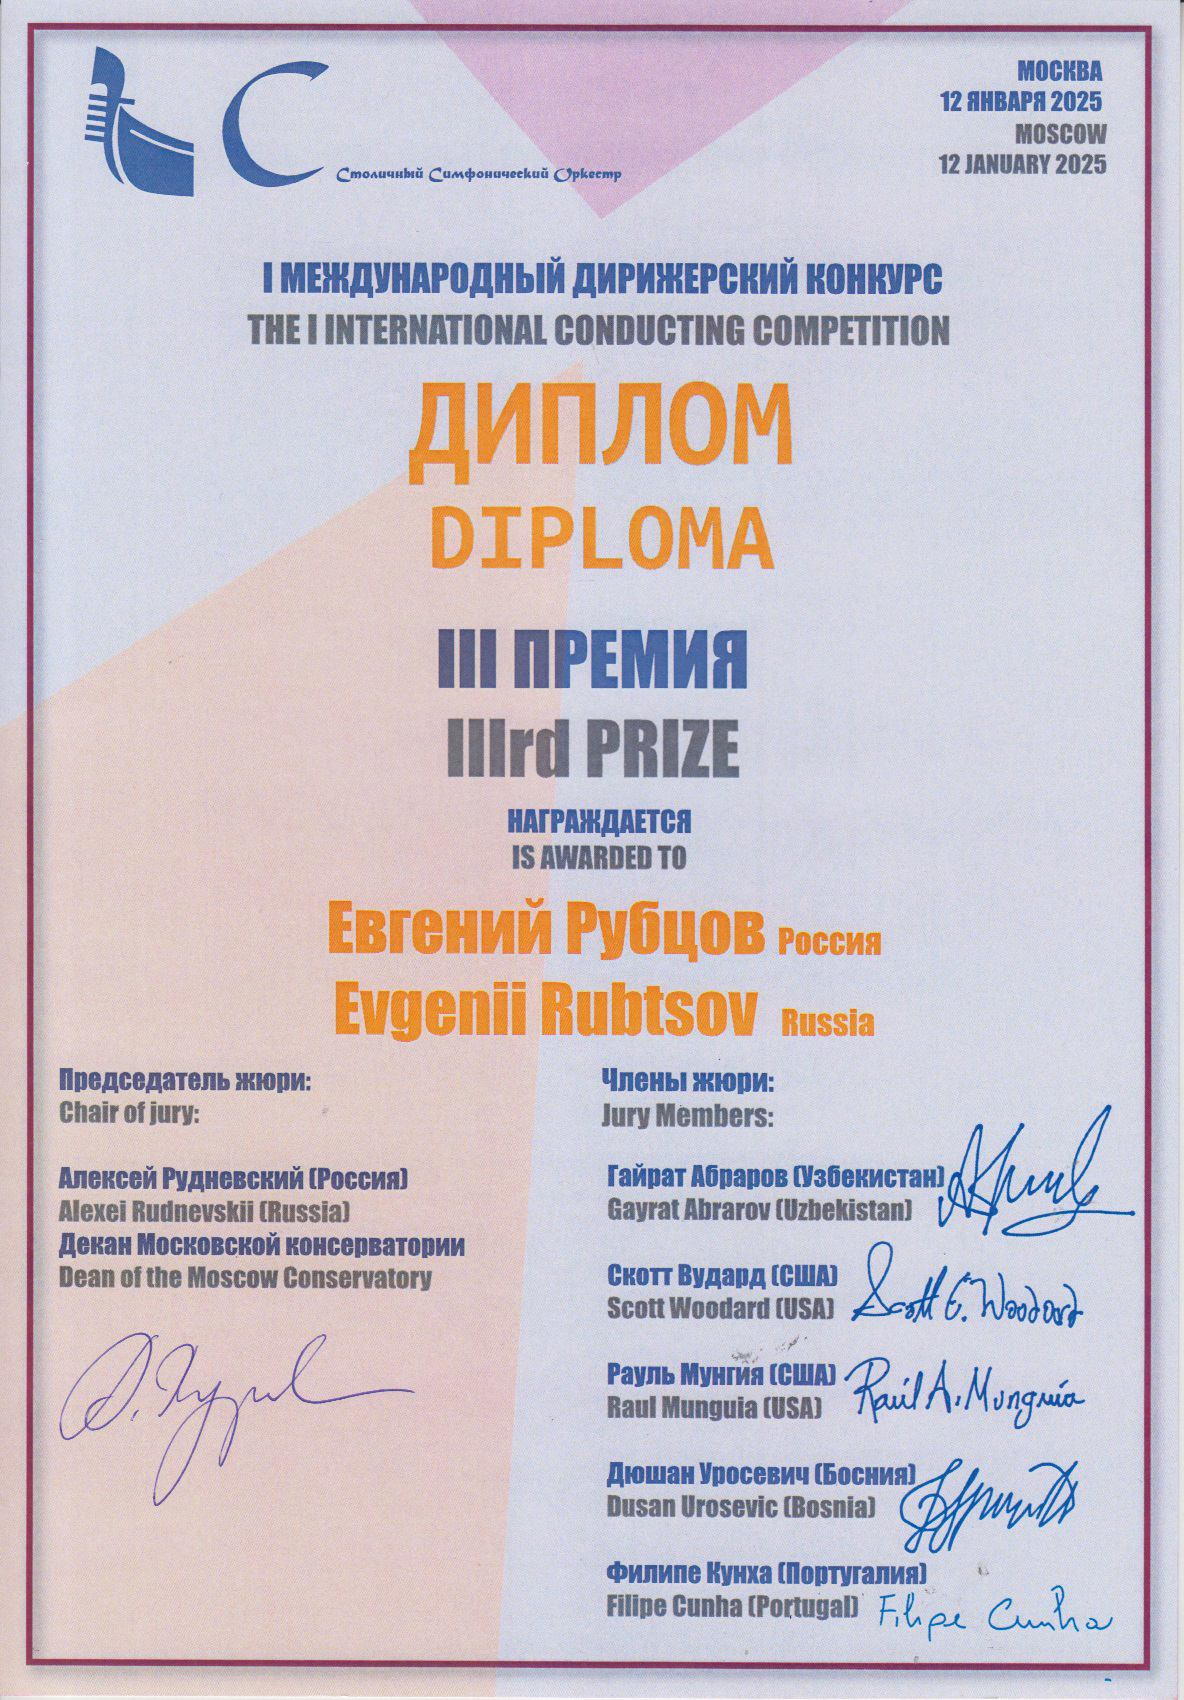 С Столичный Симфонический Оркестр
МОСКВА
12 ЯНВАРЯ 2025
MOSCOW
12 JANUARY 2025
I МЕЖДУНАРОДНЫЙ ДИРИЖЕРСКИЙ КОНКУРС
THE I INTERNATIONAL CONDUCTING COMPETITION
ДИПЛОМ
DIPLOMA
III ПРЕМИЯ
IIIrd PRIZE
НАГРАЖДАЕТСЯ
IS AWARDED TO
Евгений Рубцов Россия
Evgenii Rubtsov Russia
Председатель жюри:
Chair of jury:
Алексей Рудневский (Россия)
Alexei Rudnevskii (Russia)
Декан Московской консерватории
Dean of the Moscow Conservatory
Члены жюри:
Jury Members:
Гайрат Абраров (Узбекистан)
Gayrat Abrarov (Uzbekistan)
Скотт Вудард (США)
Scott Woodard (USA)
Scott E. Woodard
Рауль Мунгия (США)
Raul Munguia (USA)
Raúl A. Munguía
Дюшан Уросевич (Босния)
Dusan Urosevic (Bosnia)
Филипе Кунха (Португалия)
Filipe Cunha (Portugal)
Filipe Cunha